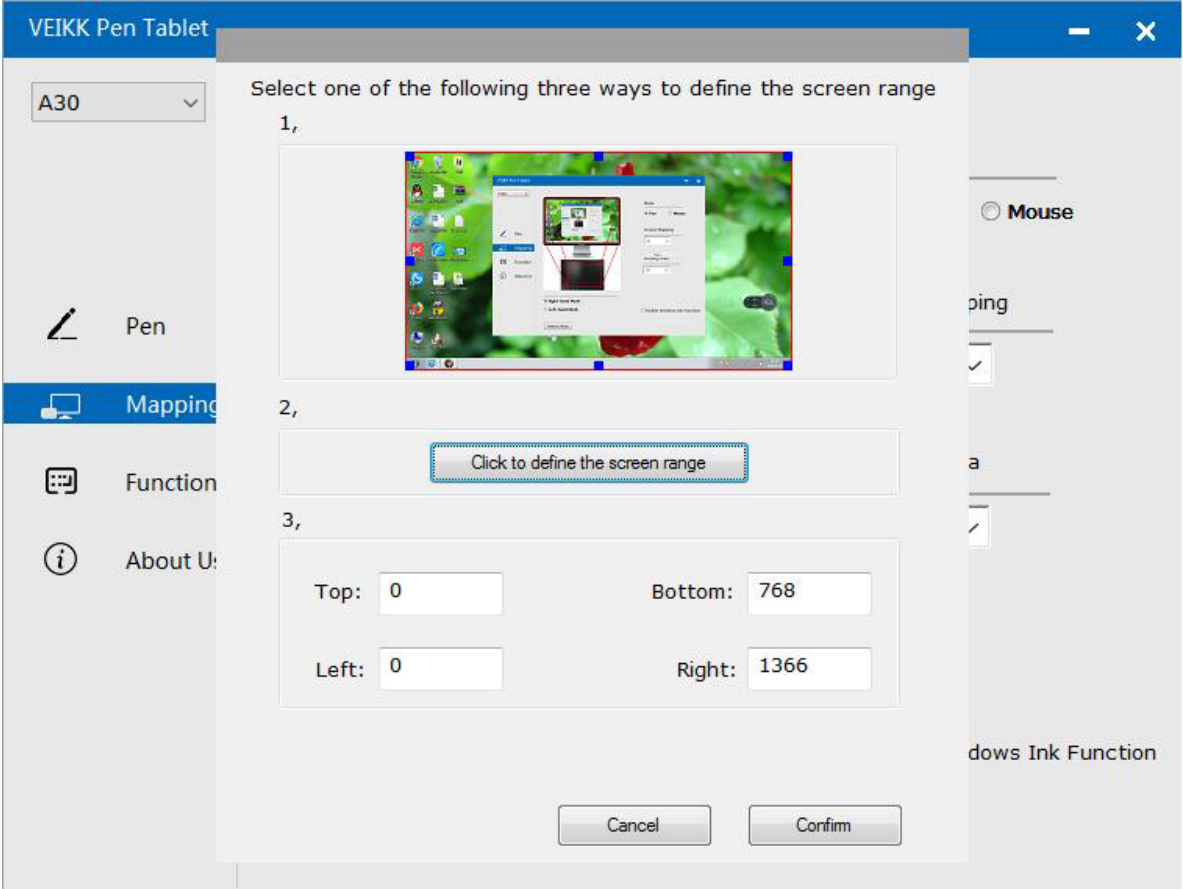 VEIKK Pen Tablet
A30
Select one of the following three ways to define the screen range
1,
Mouse
ping
Pen
Mapping
2,
Click to define the screen range
a
Function
3,
About Us
Top: 0
Bottom: 768
Left: 0
Right: 1366
dows Ink Function
Cancel
Confirm